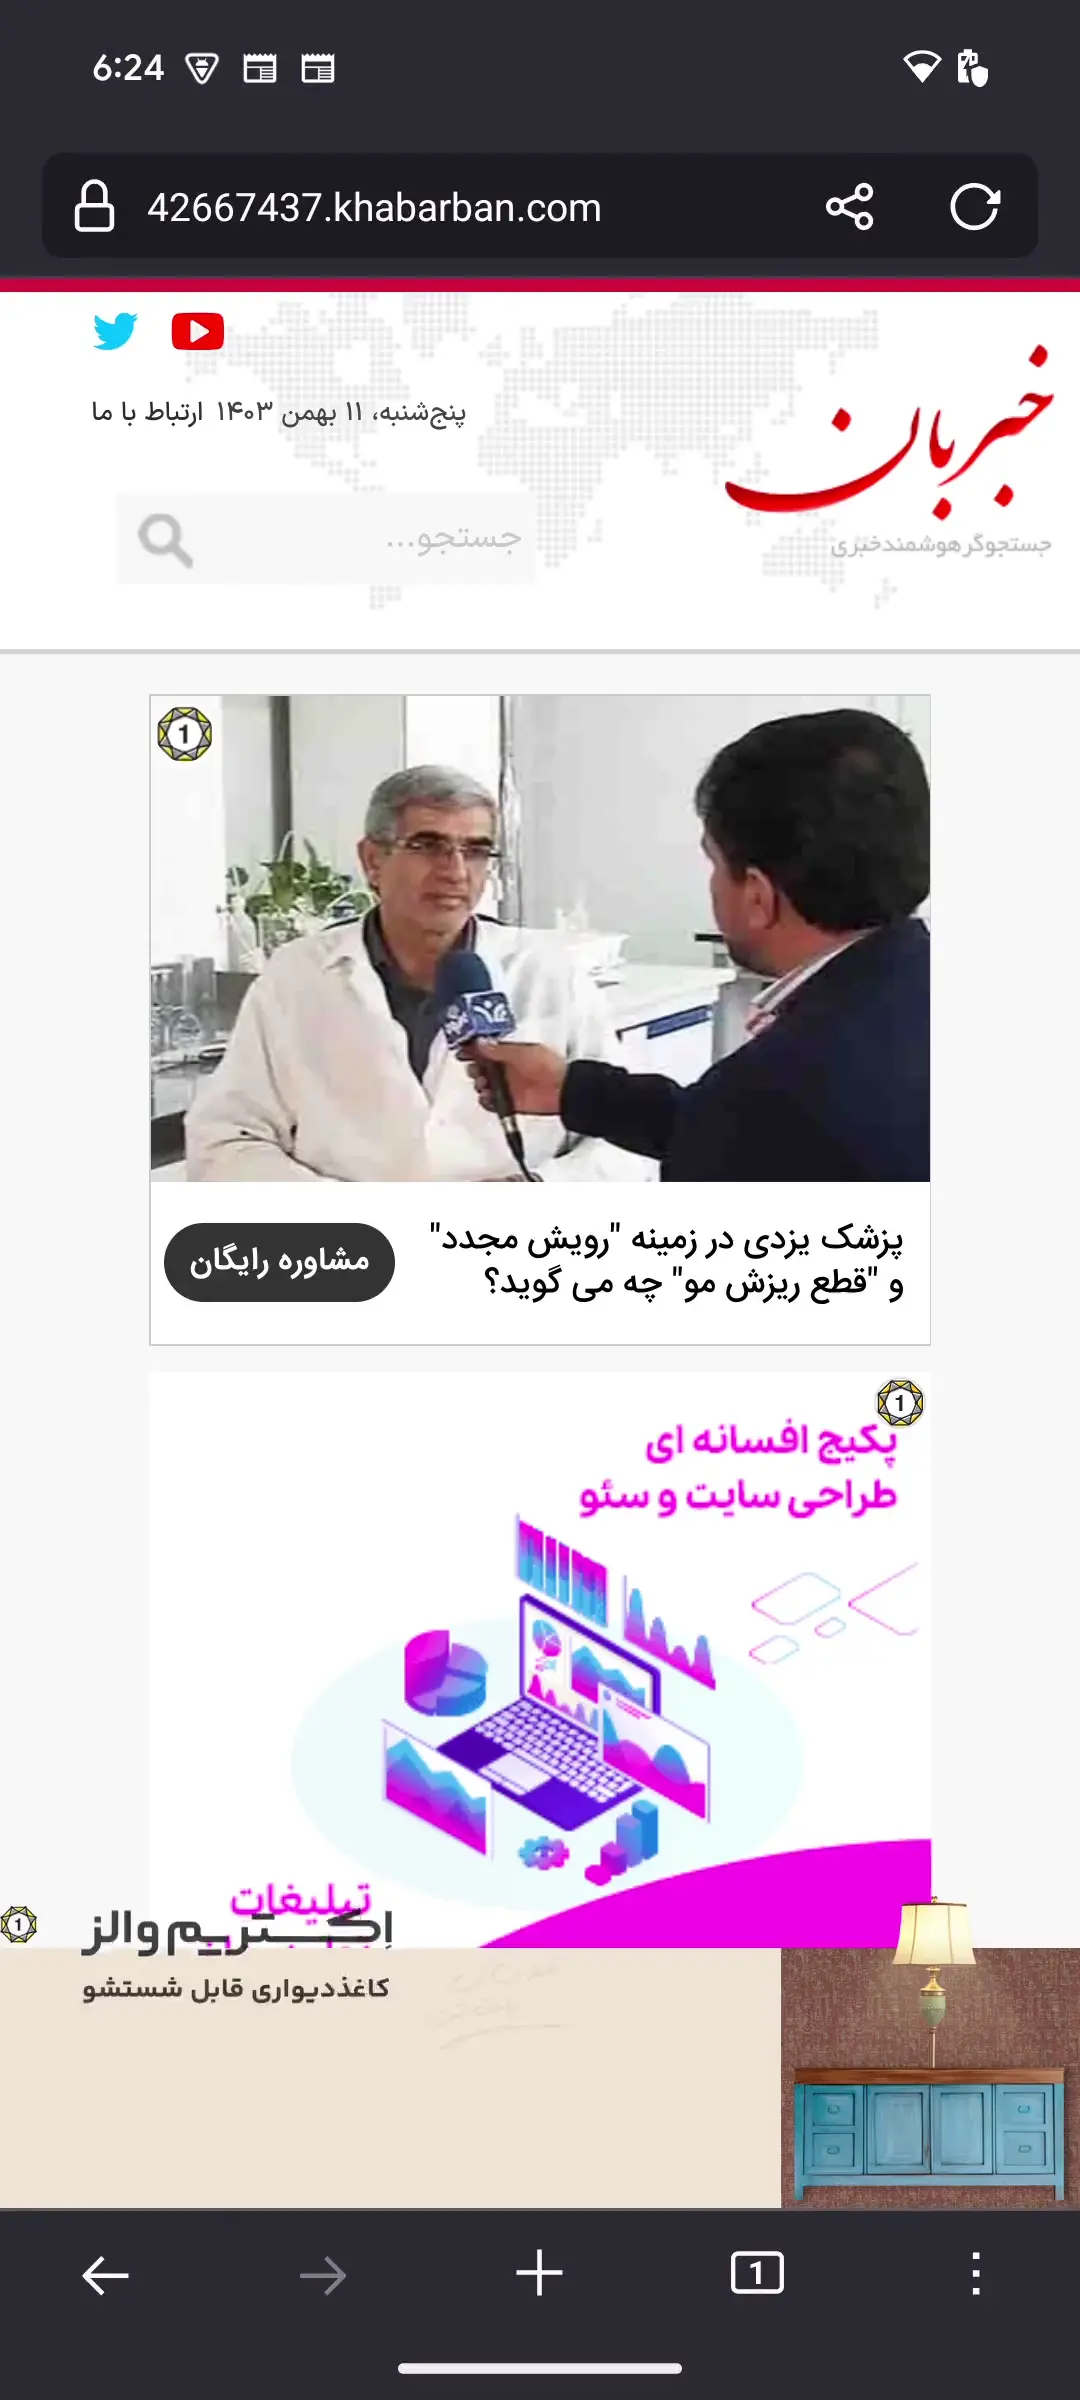 6:24
42667437.khabarban.com
پنج‌شنبه، ۱۱ بهمن ۱۴۰۳ ارتباط با ما
خبربان
جستجو...
جستجوگر هوشمند خبری
1
پزشک یزدی در زمینه "رویش مجدد"
و "قطع ریزش مو" چه می گوید؟
مشاوره رایگان
1
پکیج افسانه ای
طراحی سایت و سئو
تبلیغات
1
اکستریم والز
کاغذدیواری قابل شستشو
1